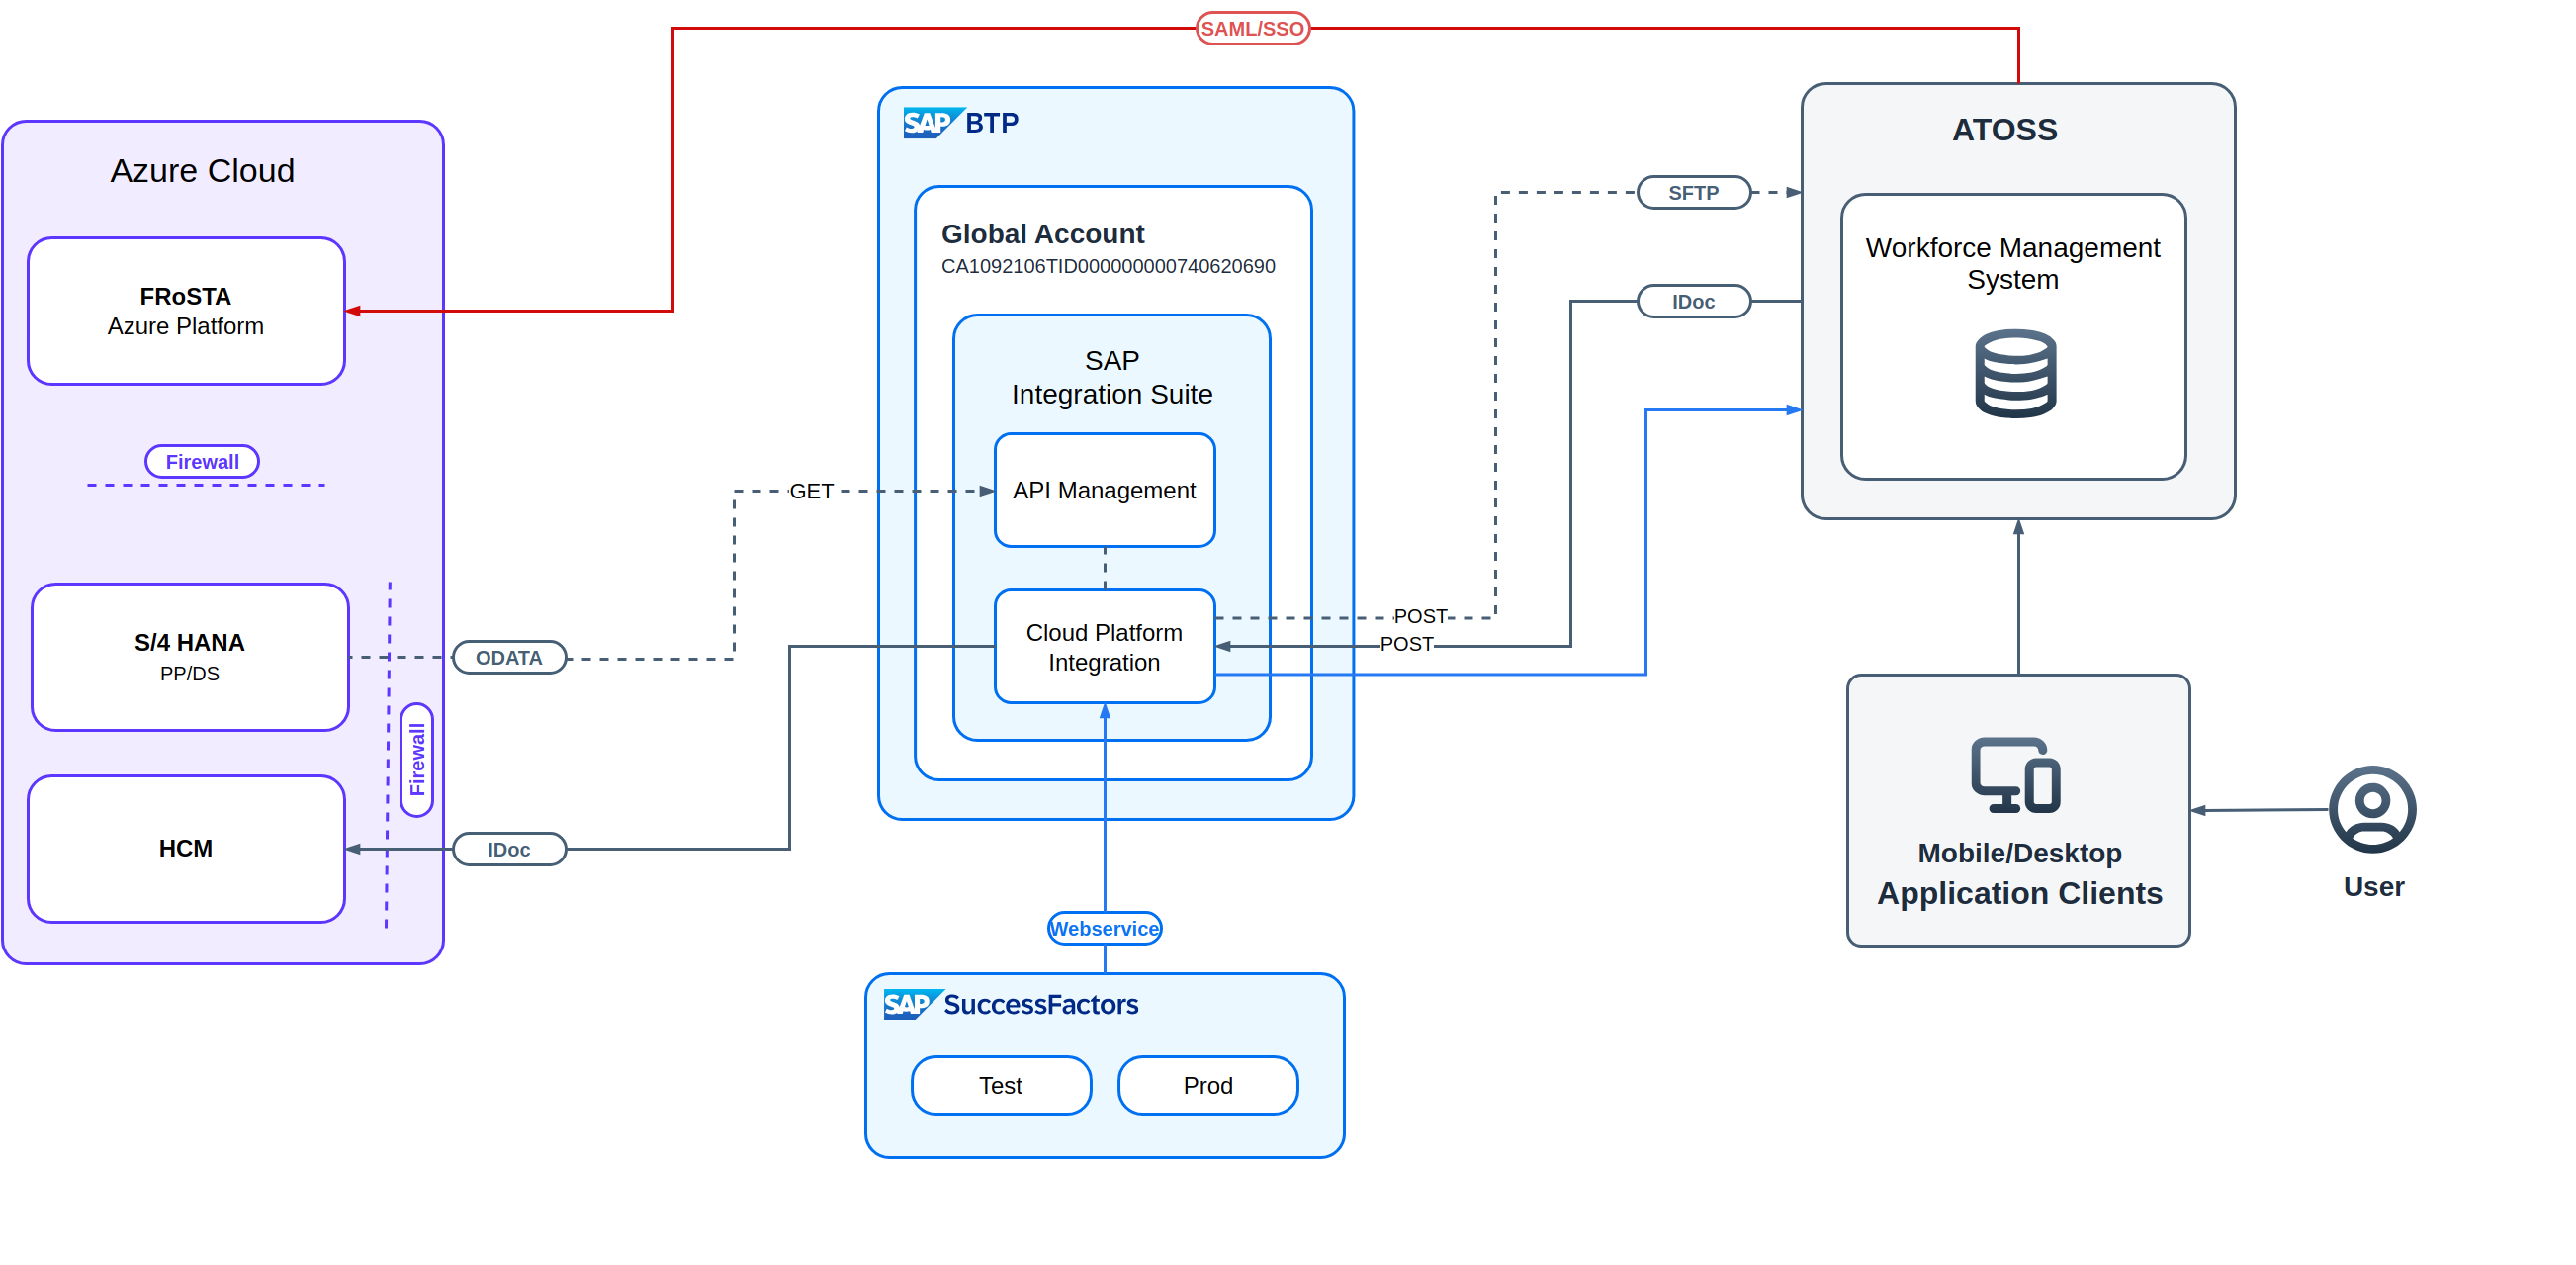 SAML/SSO
Azure Cloud
FRoSTA
Azure Platform
Firewall
S/4 HANA
PP/DS
Firewall
HCM
ODATA
IDoc
GET
SAP BTP
Global Account
CA1092106TID000000000740620690
SAP
Integration Suite
API Management
Cloud Platform
Integration
POST
POST
SFTP
IDoc
ATOSS
Workforce Management
System
Mobile/Desktop
Application Clients
User
Webservice
SAP SuccessFactors
Test
Prod